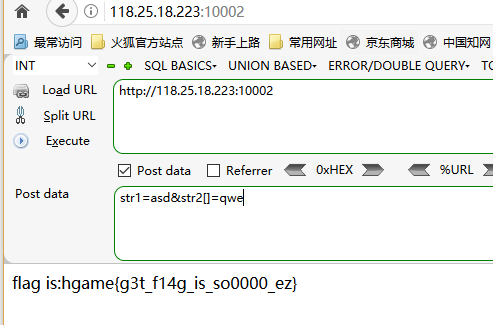 118.25.18.223:10002
最常访问 火狐官方站点 新手上路 常用网址 京东商城 中国知网
INT SQL BASICS UNION BASED ERROR/DOUBLE QUERY
Load URL http://118.25.18.223:10002
Split URL
Execute
Post data Referrer 0xHEX %URL
Post data str1=asd&str2[]=qwe
flag is:hgame{g3t_f14g_is_so0000_ez}